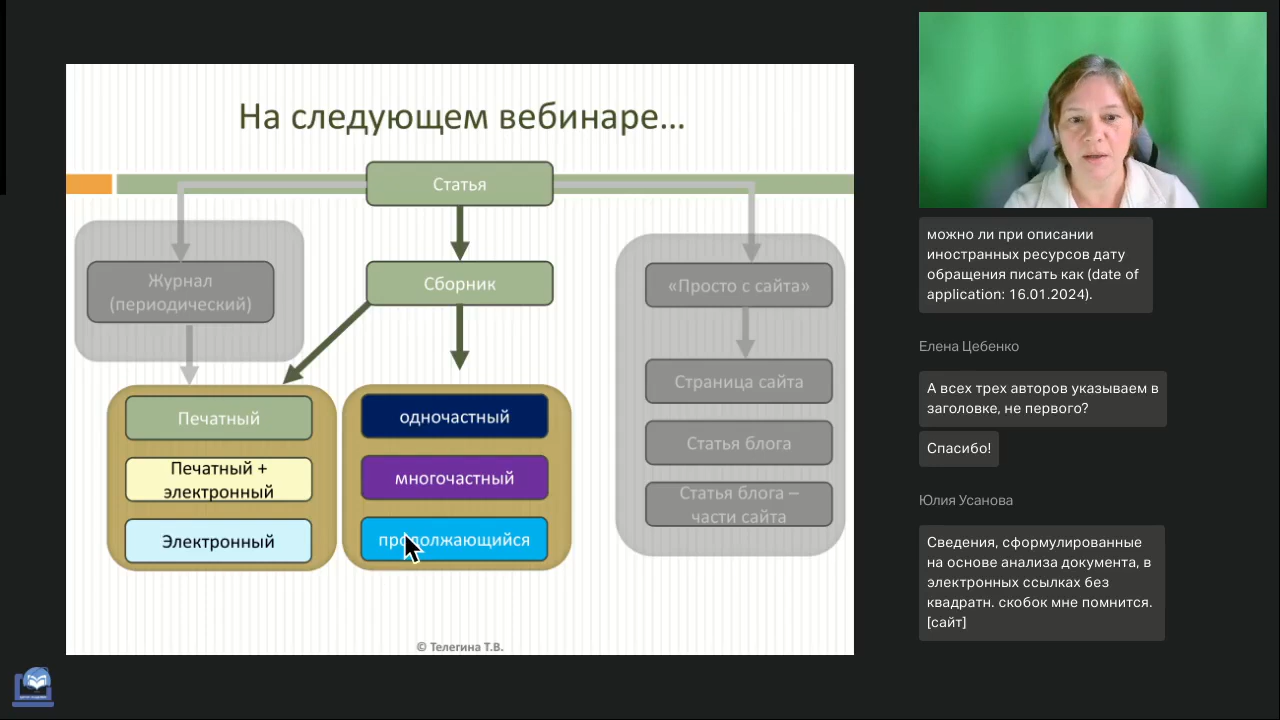 На следующем вебинаре…
Статья
Журнал
(периодический)
Сборник
«Просто с сайта»
Печатный
Печатный +
электронный
Электронный
одночастный
многочастный
продолжающийся
Страница сайта
Статья блога
Статья блога –
части сайта
© Телегина Т.В.
можно ли при описании
иностранных ресурсов дату
обращения писать как (date of
application: 16.01.2024).
Елена Цебенко
А всех трех авторов указываем в
заголовке, не первого?
Спасибо!
Юлия Усанова
Сведения, сформулированные
на основе анализа документа, в
электронных ссылках без
квадратн. скобок мне помнится.
[сайт]